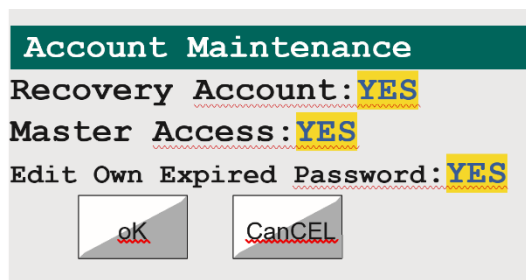 Account Maintenance
Recovery Account:YES
Master Access:YES
Edit Own Expired Password:YES
oK CanCEL